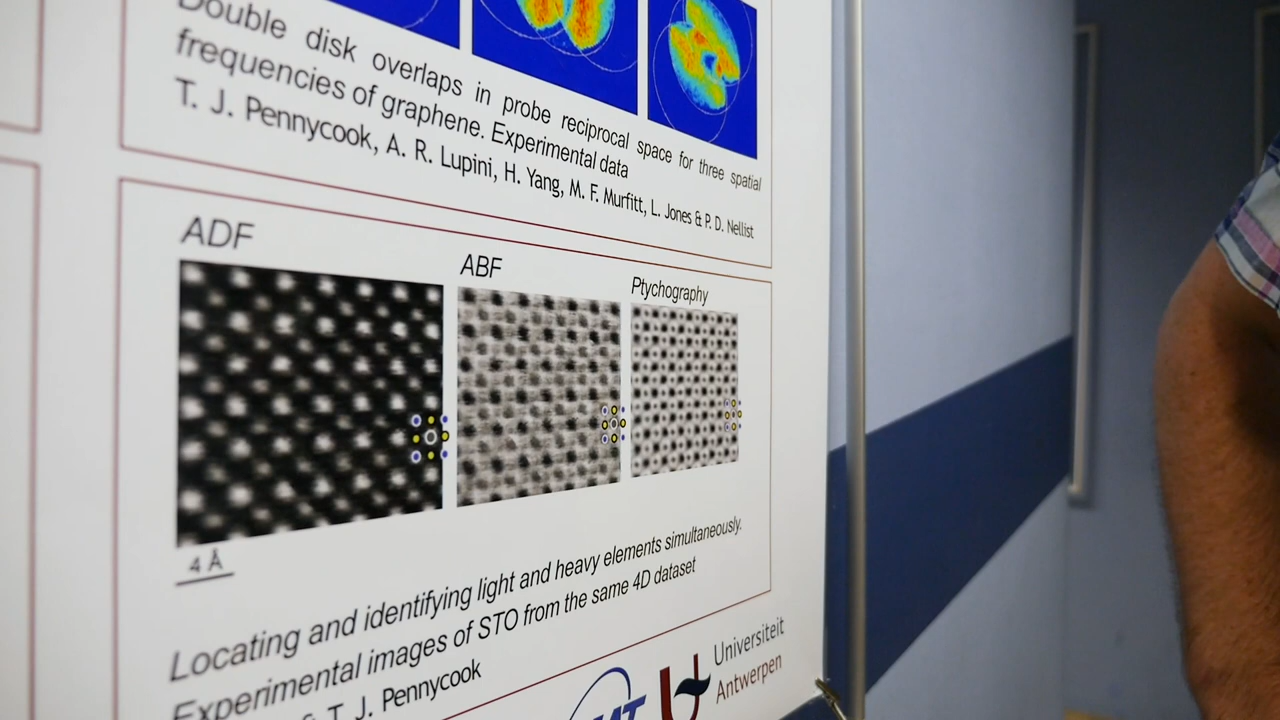 Double disk overlaps in probe reciprocal space for three spatial
frequencies of graphene. Experimental data
T. J. Pennycook, A. R. Lupini, H. Yang, M. F. Murfitt, L. Jones & P. D. Nellist
ADF
ABF
Ptychography
4 Å
Locating and identifying light and heavy elements simultaneously.
Experimental images of STO from the same 4D dataset
& T. J. Pennycook
Universiteit
Antwerpen